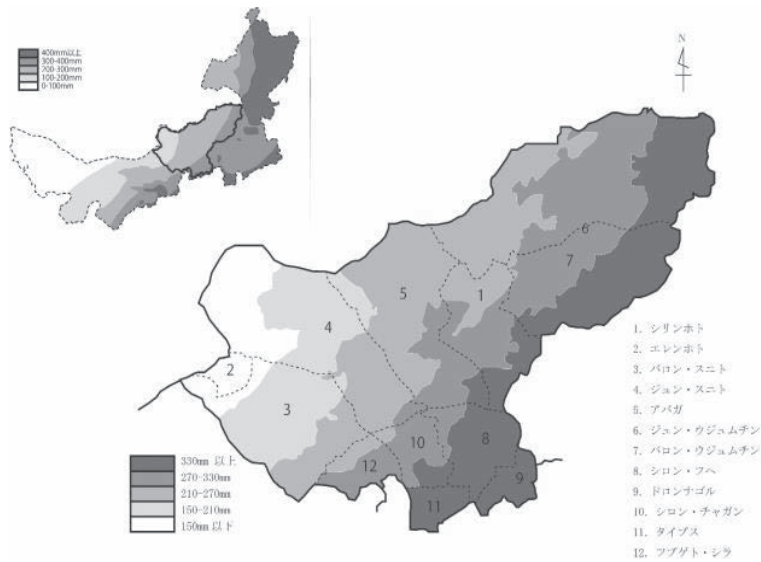 400mm以上
300-400mm
200-300mm
100-200mm
0-100mm
N
6
7
5
1
4
2
3
10
8
12
9
11
330mm 以上
270-330mm
210-270mm
150-210mm
150mm 以下
1. シリンホト
2. エレンホト
3. バロン・スニト
4. ジュン・スニト
5. アバガ
6. ジュン・ウジュムチン
7. バロン・ウジュムチン
8. シロン・フヘ
9. ドロンナゴル
10. シロン・チャガン
11. タイブス
12. フブゲト・シラ